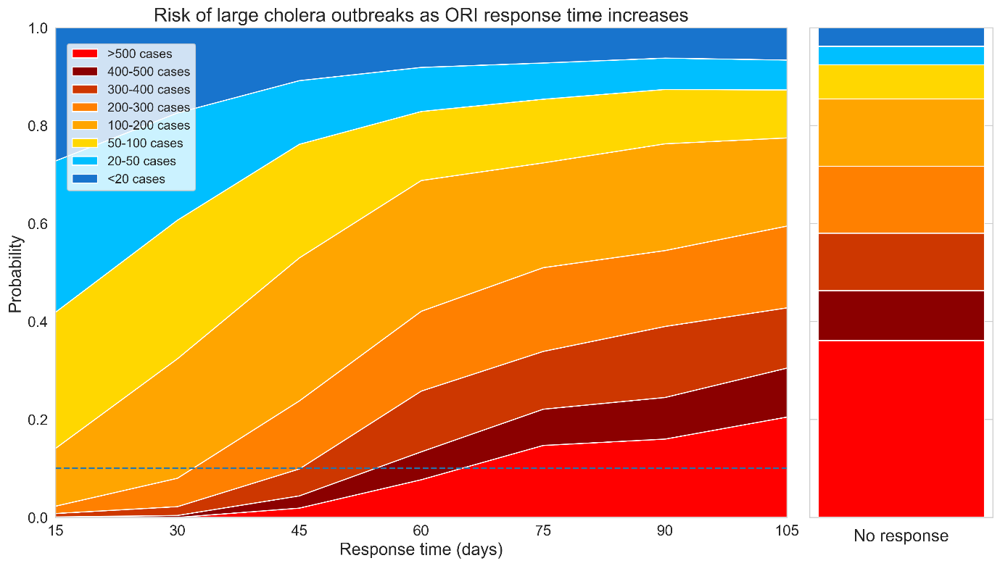 Risk of large cholera outbreaks as ORI response time increases
1.0
0.8
0.6
0.4
0.2
0.0
Probability
>500 cases
400-500 cases
300-400 cases
200-300 cases
100-200 cases
50-100 cases
20-50 cases
<20 cases
15 30 45 60 75 90 105
Response time (days)
No response